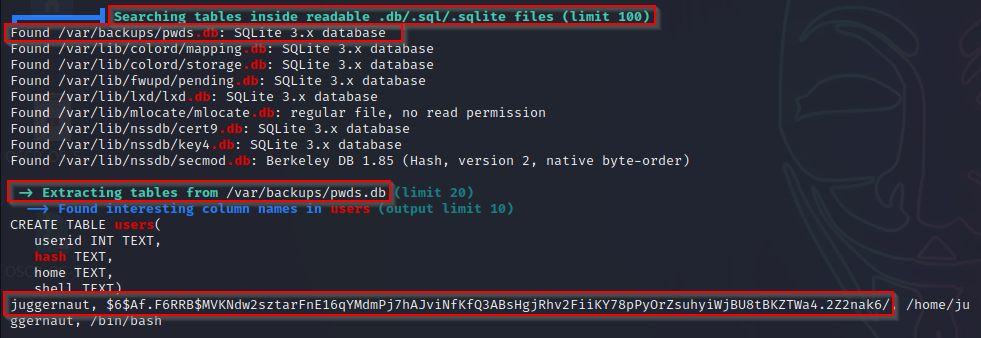 Searching tables inside readable .db/.sql/.sqlite files (limit 100)
Found /var/backups/pwds.db: SQLite 3.x database
Found /var/lib/colord/mapping.db: SQLite 3.x database
Found /var/lib/colord/storage.db: SQLite 3.x database
Found /var/lib/fwupd/pending.db: SQLite 3.x database
Found /var/lib/lxd/lxd.db: SQLite 3.x database
Found /var/lib/mlocate/mlocate.db: regular file, no read permission
Found /var/lib/nssdb/cert9.db: SQLite 3.x database
Found /var/lib/nssdb/key4.db: SQLite 3.x database
Found /var/lib/nssdb/secmod.db: Berkeley DB 1.85 (Hash, version 2, native byte-order)
-> Extracting tables from /var/backups/pwds.db (limit 20)
--> Found interesting column names in users (output limit 10)
CREATE TABLE users(
userid INT TEXT,
hash TEXT,
home TEXT,
shell TEXT)
juggernaut, $6$Af.F6RRB$MVKNdw2sztarFnE16qYMdmPj7hAJviNfKfQ3ABsHgjRhv2FiiKY78pPyOrZsuhyiWjBU8tBKZTWa4.2Z2nak6/, /home/ju
ggernaut, /bin/bash